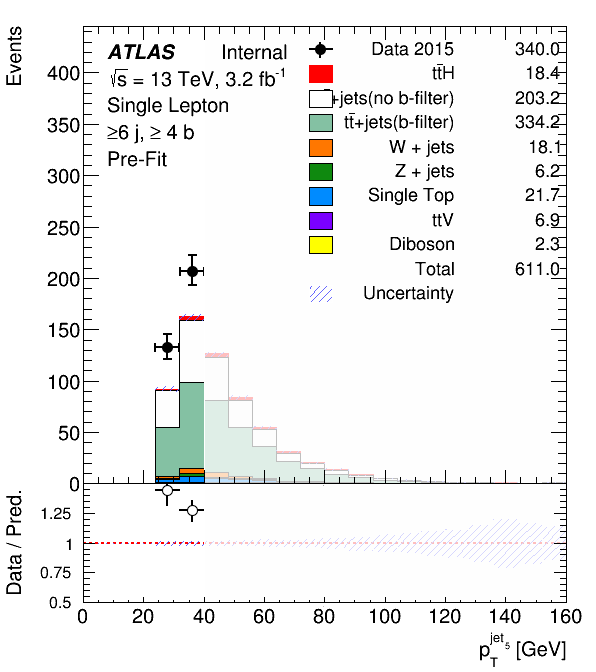 Events
ATLAS Internal
√s = 13 TeV, 3.2 fb-1
Single Lepton
≥6 j, ≥ 4 b
Pre-Fit
Data 2015 340.0
tt̄H 18.4
+jets(no b-filter) 203.2
tt̄+jets(b-filter) 334.2
W + jets 18.1
Z + jets 6.2
Single Top 21.7
ttV 6.9
Diboson 2.3
Total 611.0
Uncertainty
400
350
300
250
200
150
100
50
0
Data / Pred.
1.25
1
0.75
0.5
0 20 40 60 80 100 120 140 160
pT jet5 [GeV]